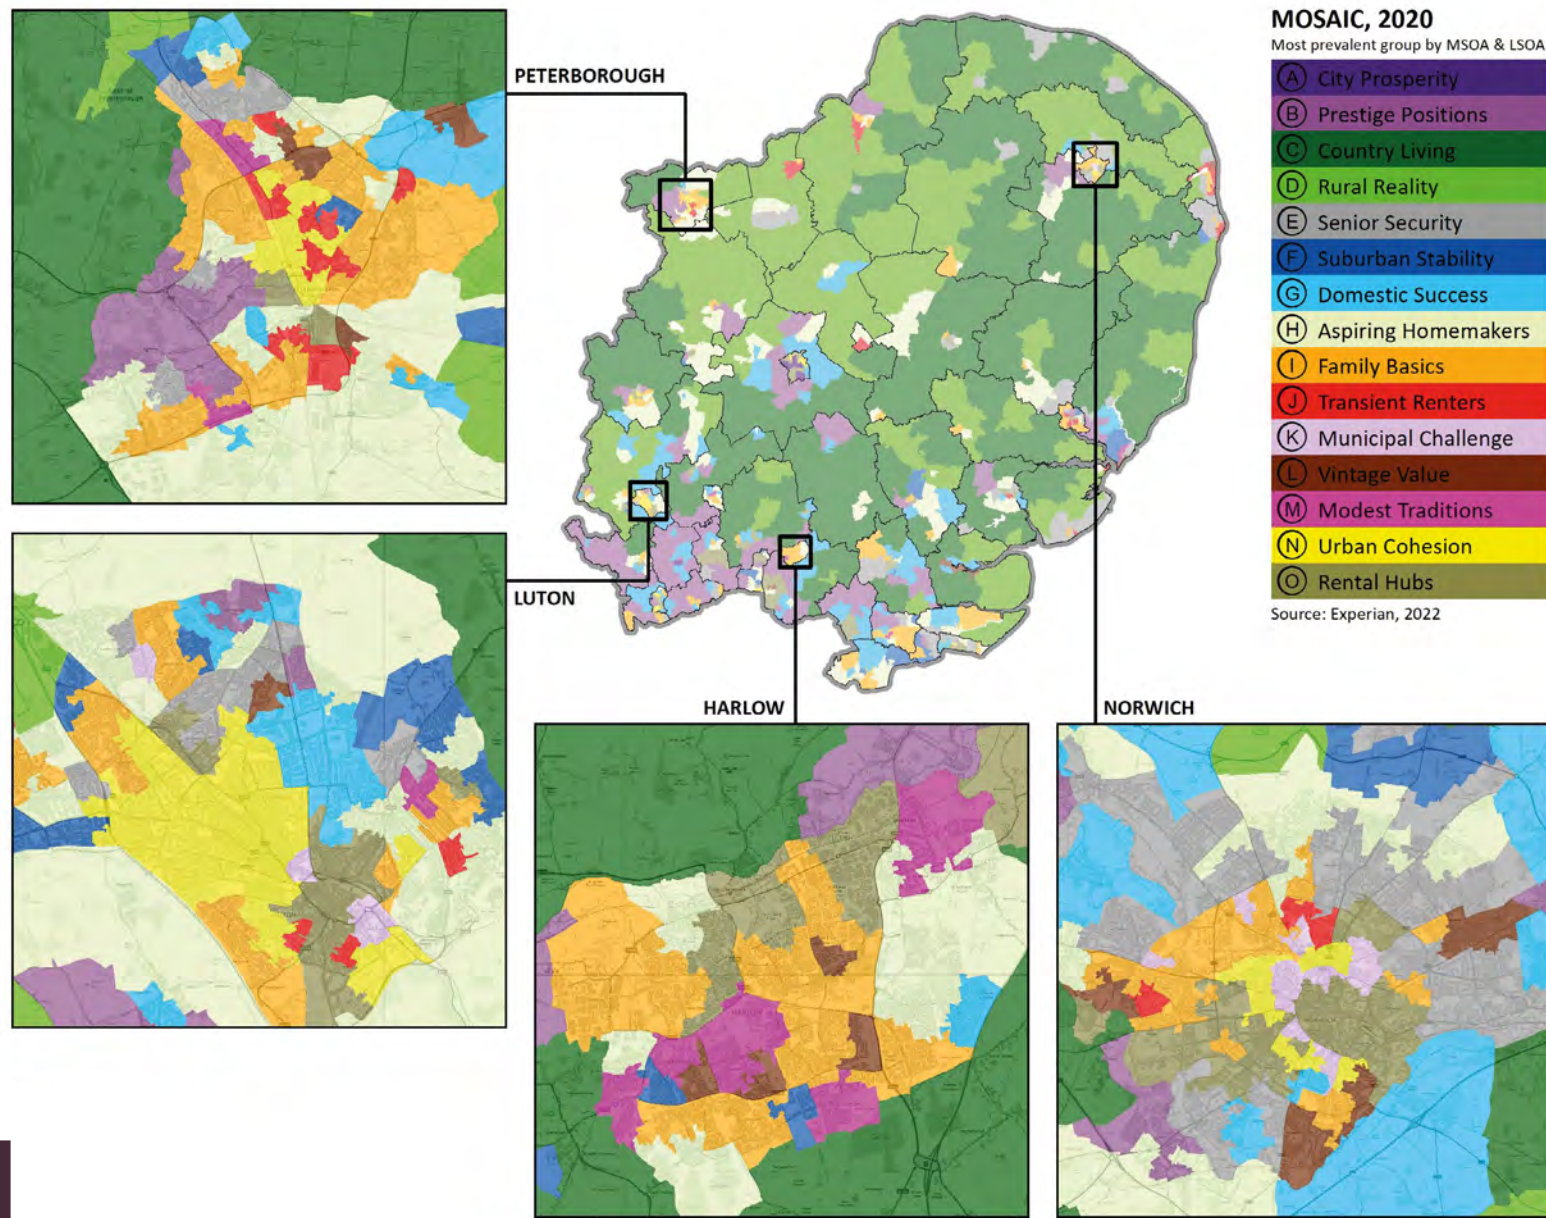 PETERBOROUGH
MOSAIC, 2020
Most prevalent group by MSOA & LSOA
A City Prosperity
B Prestige Positions
C Country Living
D Rural Reality
E Senior Security
F Suburban Stability
G Domestic Success
H Aspiring Homemakers
I Family Basics
J Transient Renters
K Municipal Challenge
L Vintage Value
M Modest Traditions
N Urban Cohesion
O Rental Hubs
Source: Experian, 2022
LUTON
HARLOW
NORWICH